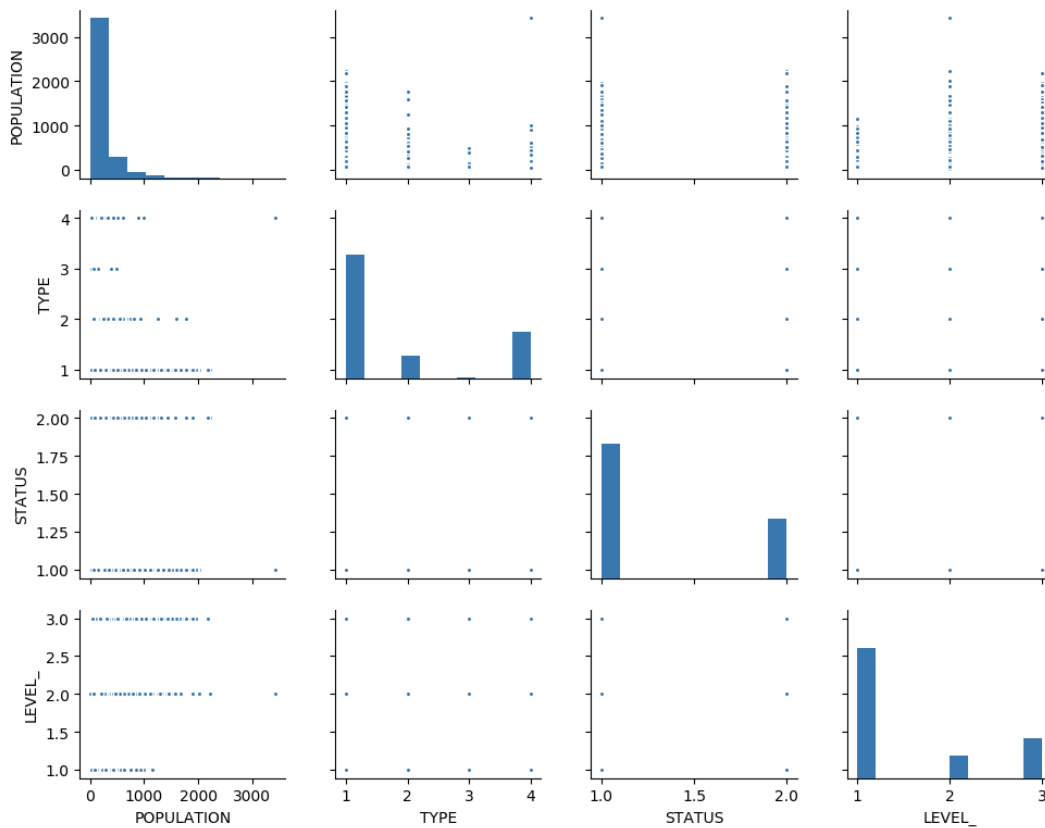 3000
2000
1000
0
POPULATION
4
3
2
1
TYPE
2.00
1.75
1.50
1.25
1.00
STATUS
3.0
2.5
2.0
1.5
1.0
LEVEL_
0 1000 2000 3000
1 2 3 4
1.0 1.5 2.0
1 2 3
POPULATION TYPE STATUS LEVEL_